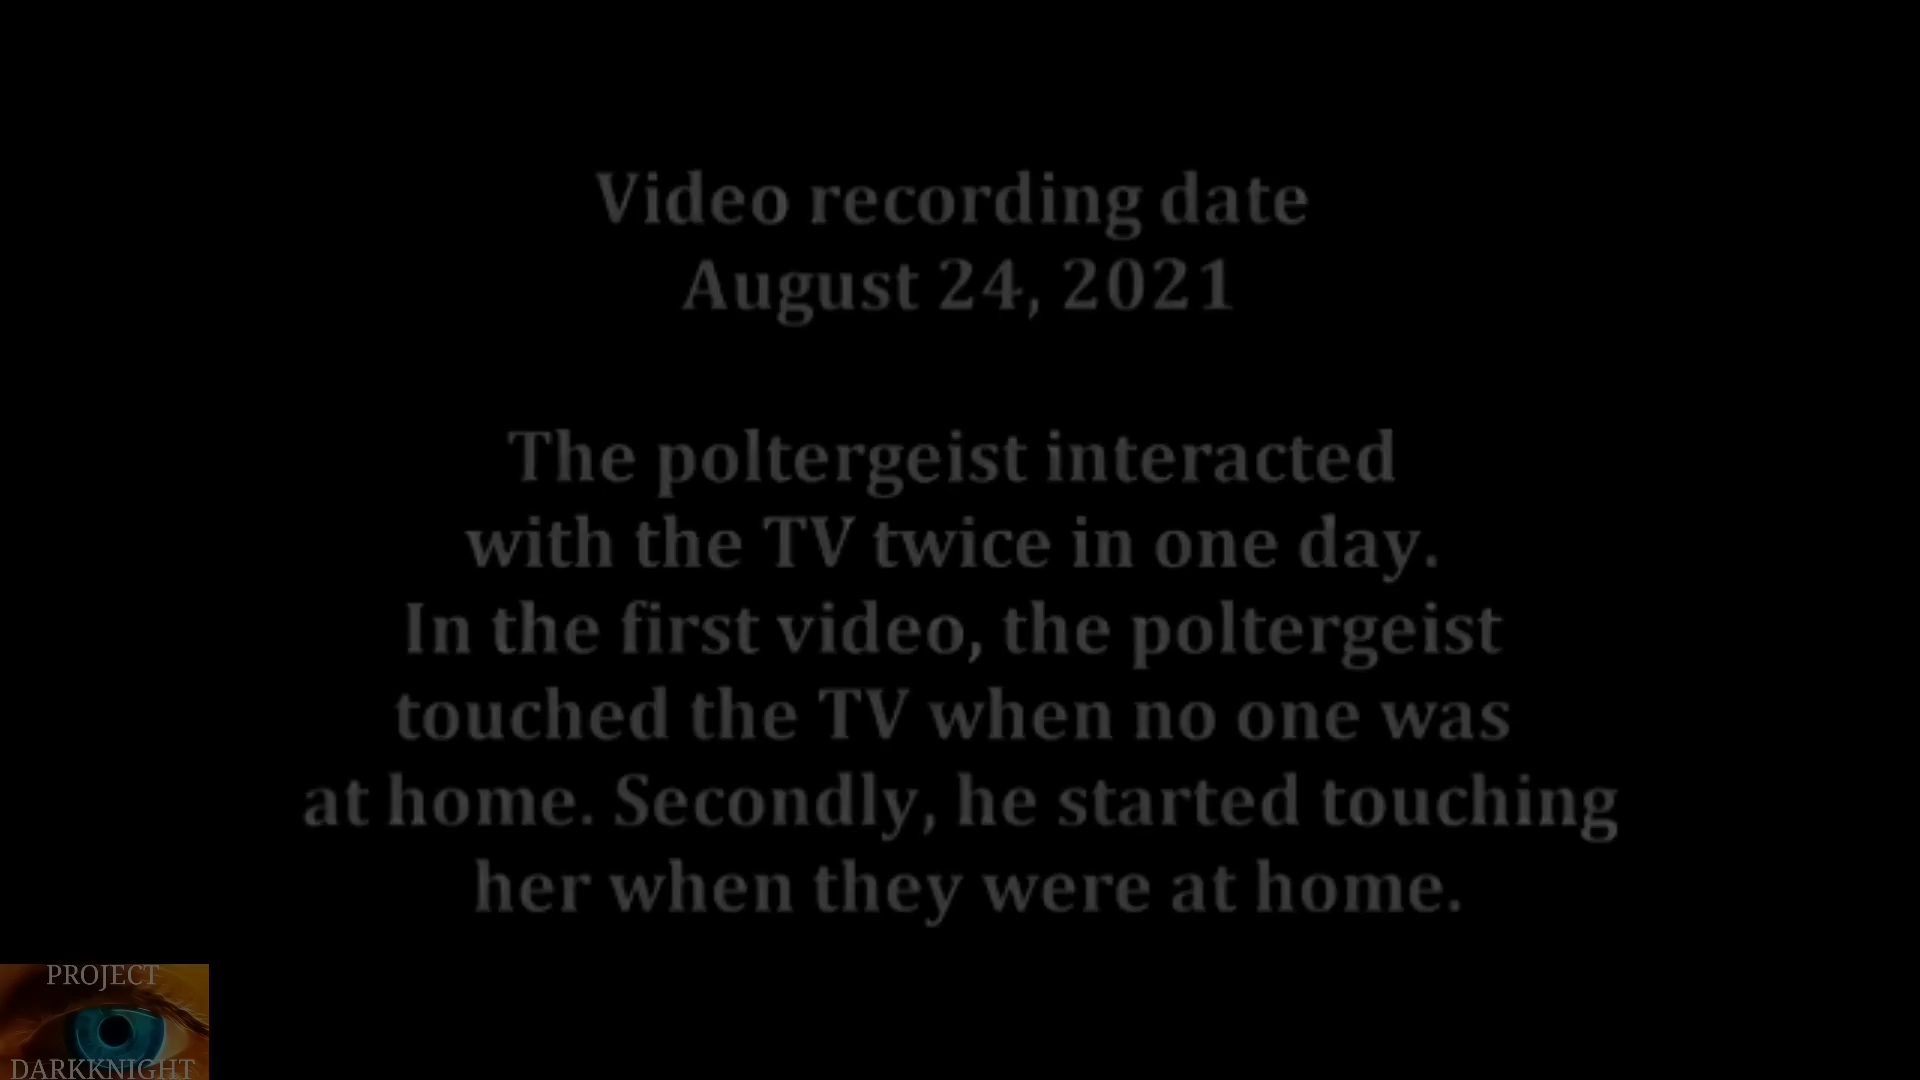 Video recording date
August 24, 2021
The poltergeist interacted
with the TV twice in one day.
In the first video, the poltergeist
touched the TV when no one was
at home. Secondly, he started touching
her when they were at home.
PROJECT
DARKKNIGHT